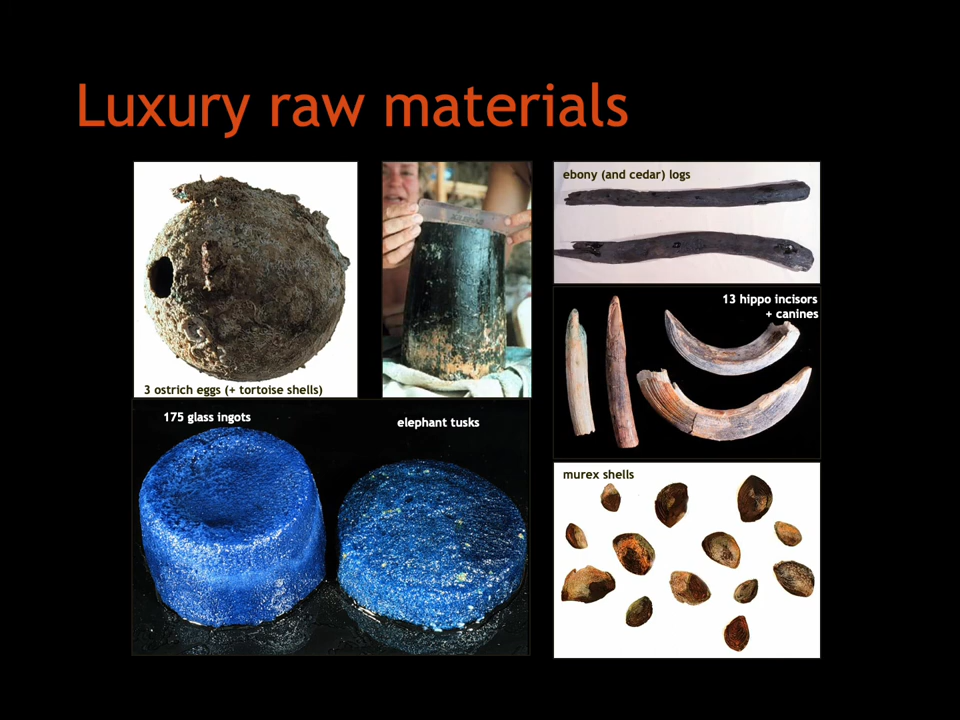 Luxury raw materials
3 ostrich eggs (+ tortoise shells)
ebony (and cedar) logs
13 hippo incisors
+ canines
175 glass ingots
elephant tusks
murex shells